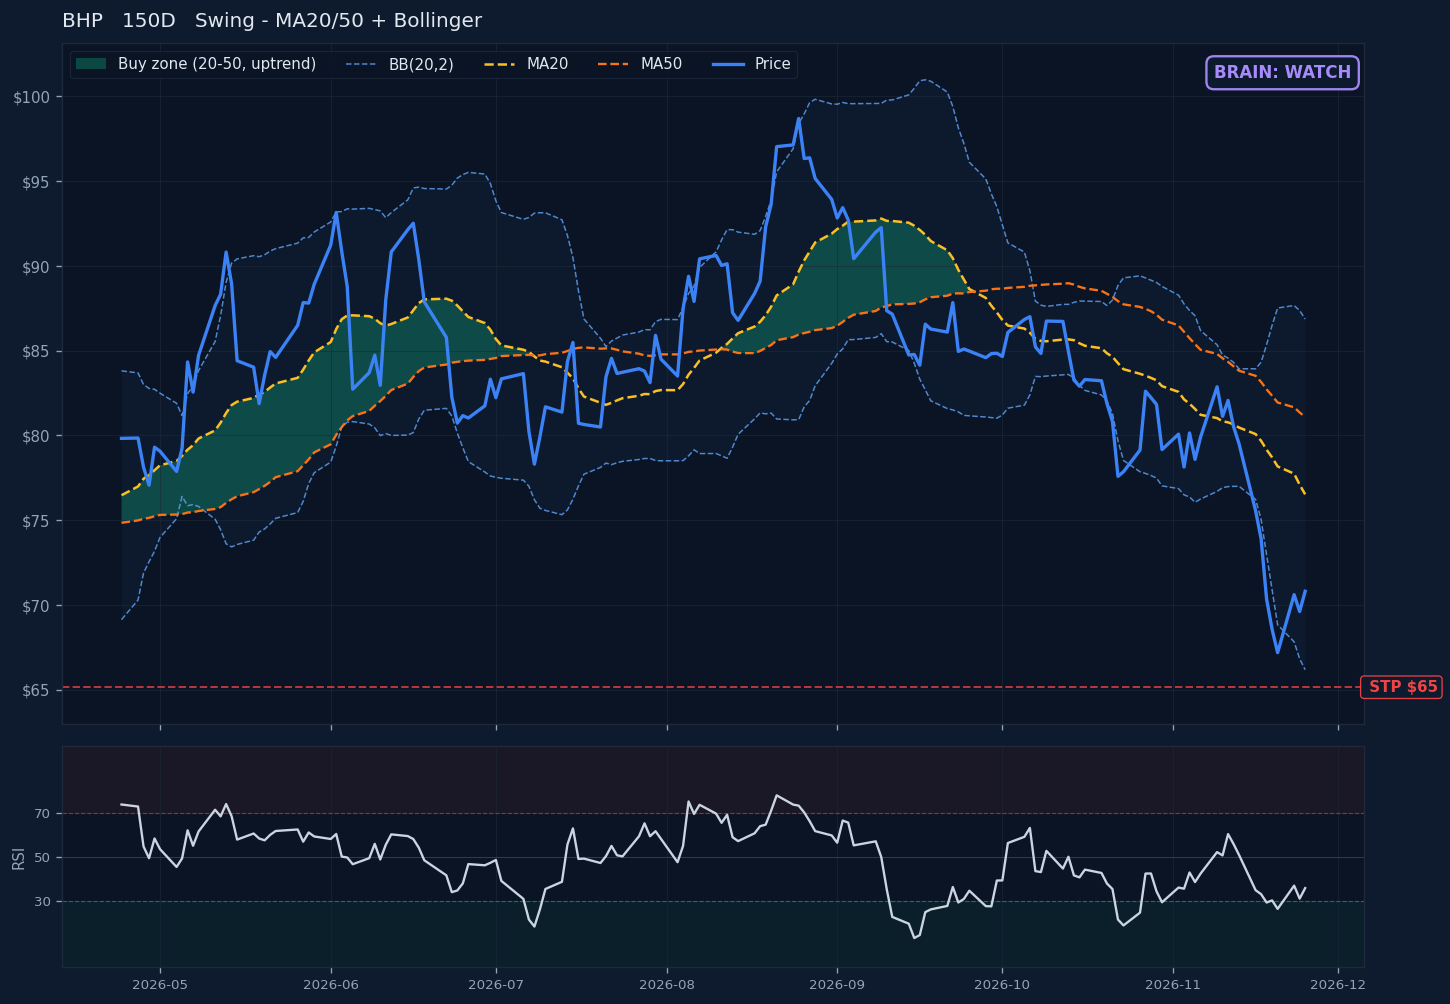 BHP 150D Swing - MA20/50 + Bollinger
Buy zone (20-50, uptrend) BB(20,2) MA20 MA50 Price
BRAIN: WATCH
$100
$95
$90
$85
$80
$75
$70
$65
STP $65
RSI
70
50
30
2026-05 2026-06 2026-07 2026-08 2026-09 2026-10 2026-11 2026-12